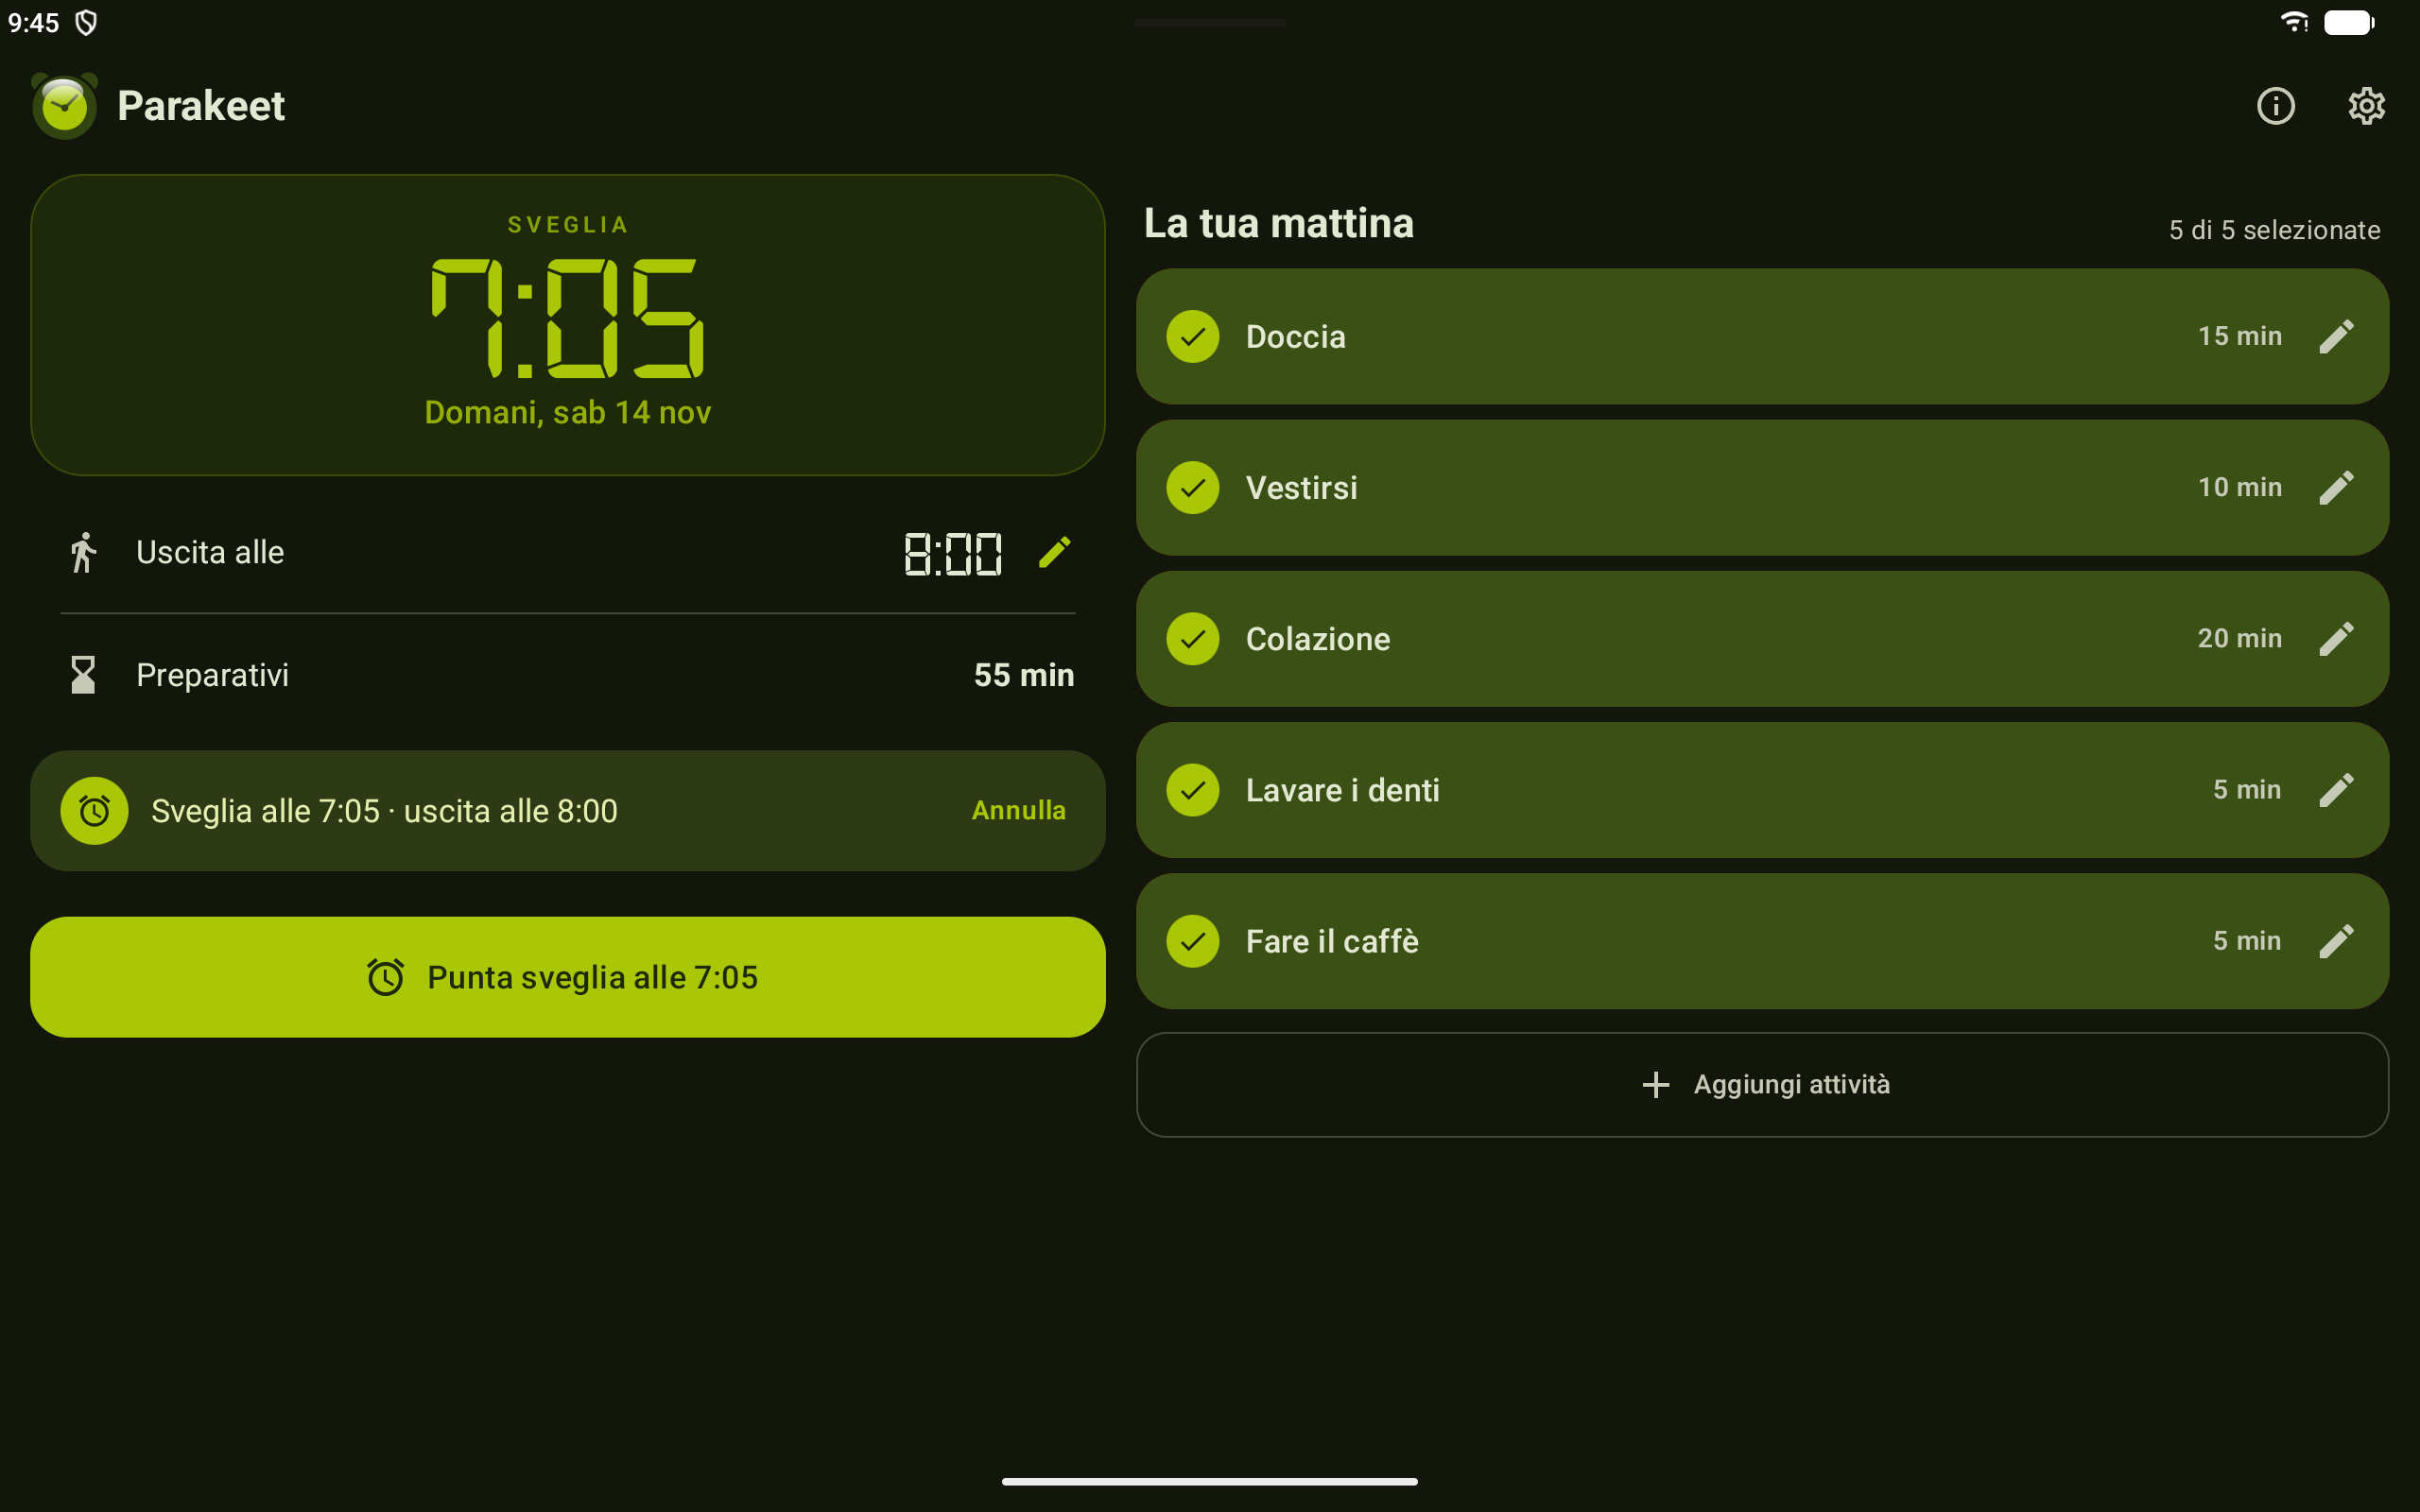 9:45
Parakeet
SVEGLIA
7:05
Domani, sab 14 nov
Uscita alle
8:00
Preparativi
55 min
Sveglia alle 7:05 · uscita alle 8:00
Annulla
Punta sveglia alle 7:05
La tua mattina
5 di 5 selezionate
Doccia
15 min
Vestirsi
10 min
Colazione
20 min
Lavare i denti
5 min
Fare il caffè
5 min
Aggiungi attività